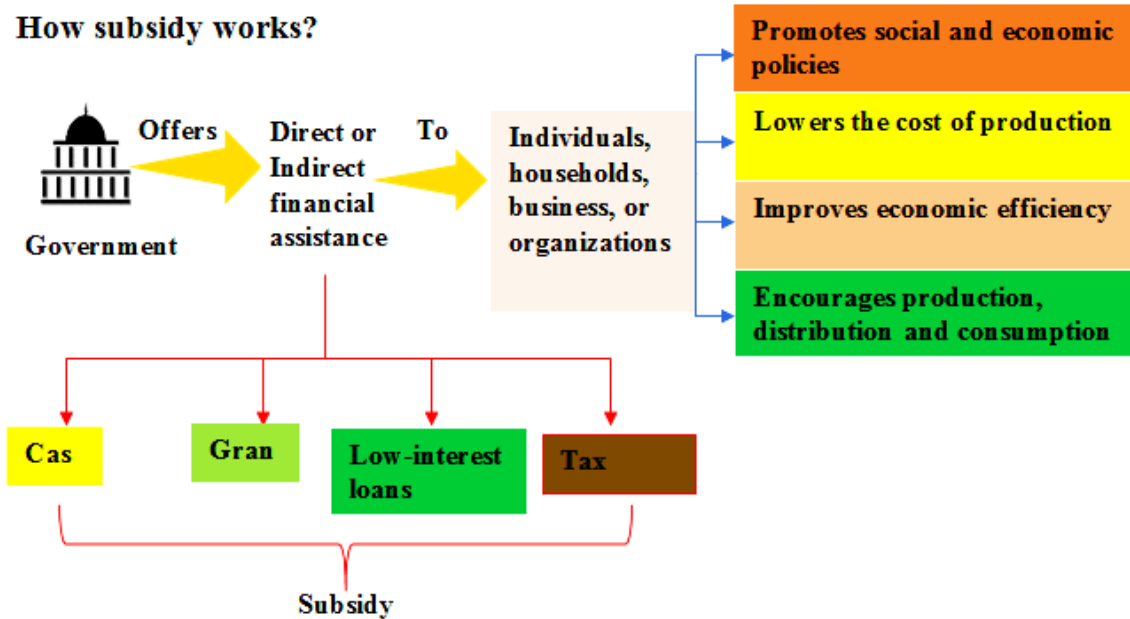 How subsidy works?
Offers
To
Government
Direct or
Indirect
financial
assistance
Individuals,
households,
business, or
organizations
Promotes social and economic
policies
Lowers the cost of production
Improves economic efficiency
Encourages production,
distribution and consumption
Cas
Gran
Low-interest
loans
Tax
Subsidy